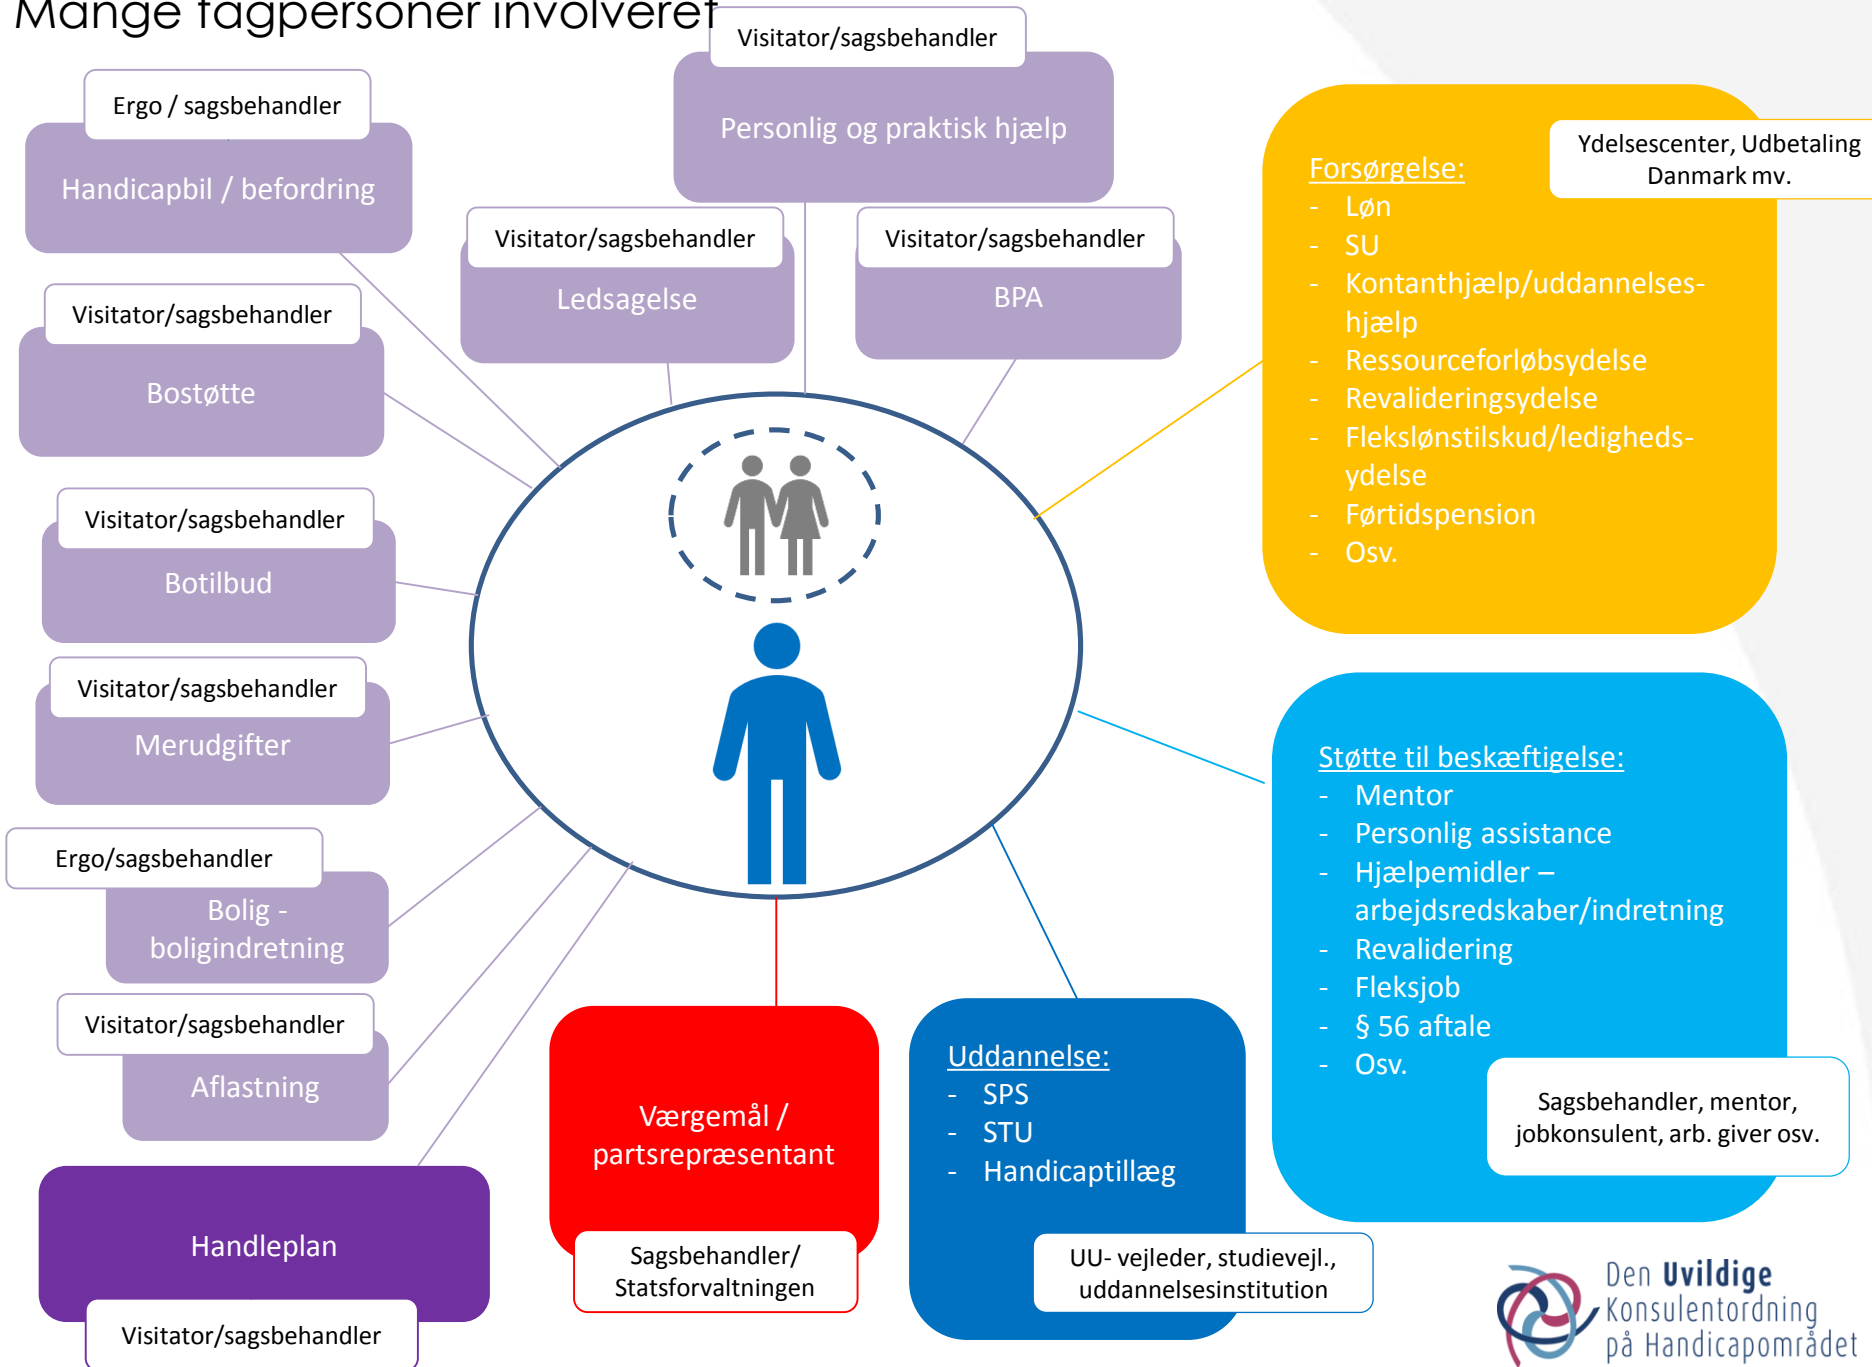 Mange fagpersoner involveret
Visitator/sagsbehandler
Personlig og praktisk hjælp
Ergo / sagsbehandler
Handicapbil / befordring
Visitator/sagsbehandler
Ledsagelse
Visitator/sagsbehandler
BPA
Visitator/sagsbehandler
Bostøtte
Visitator/sagsbehandler
Botilbud
Visitator/sagsbehandler
Merudgifter
Ergo/sagsbehandler
Bolig -
boligindretning
Visitator/sagsbehandler
Aflastning
Handleplan
Visitator/sagsbehandler
Værgemål /
partsrepræsentant
Sagsbehandler/
Statsforvaltningen
Uddannelse:
- SPS
- STU
- Handicaptillæg
UU- vejleder, studievejl.,
uddannelsesinstitution
Ydelsescenter, Udbetaling
Danmark mv.
Forsørgelse:
- Løn
- SU
- Kontanthjælp/uddannelses-
hjælp
- Ressourceforløbsydelse
- Revalideringsydelse
- Flekslønstilskud/ledigheds-
ydelse
- Førtidspension
- Osv.
Støtte til beskæftigelse:
- Mentor
- Personlig assistance
- Hjælpemidler –
arbejdsredskaber/indretning
- Revalidering
- Fleksjob
- § 56 aftale
- Osv.
Sagsbehandler, mentor,
jobkonsulent, arb. giver osv.
Den Uvildige
Konsulentordning
på Handicapområdet